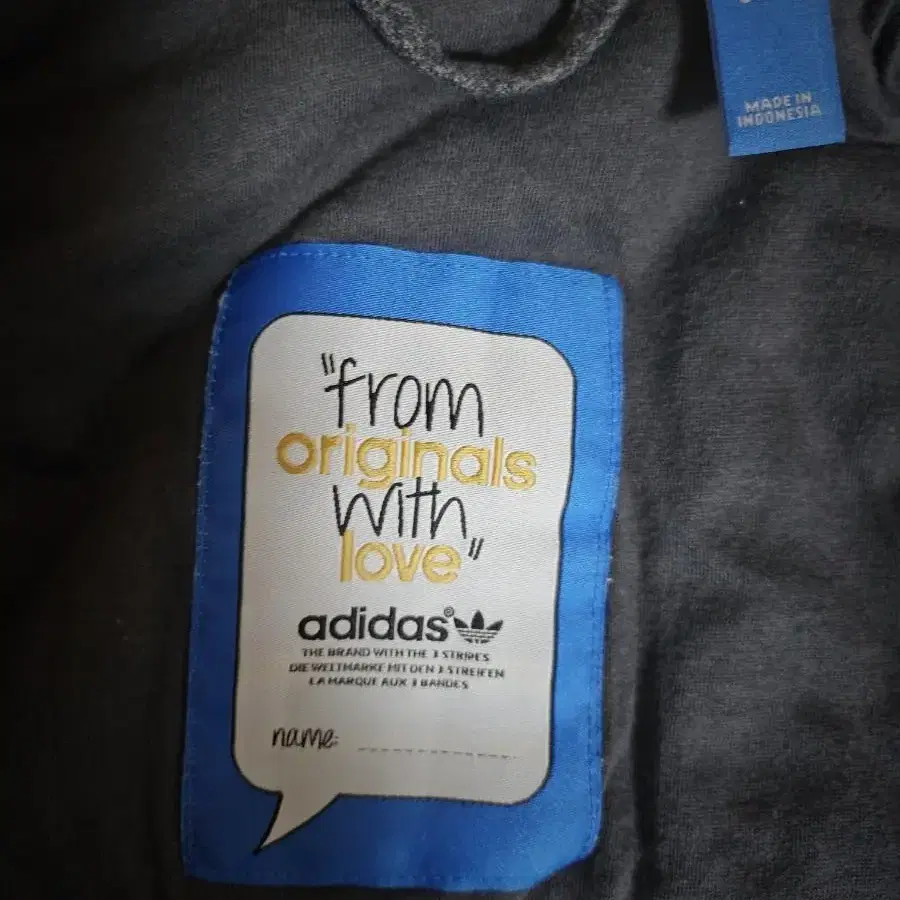 MADE IN
INDONESIA
"from
originals
with
love"
adidas®
THE BRAND WITH THE 3 STRIPES
DIE WELTMARKE MIT DEN 3 STREIFEN
LA MARQUE AUX 3 BANDES
name: